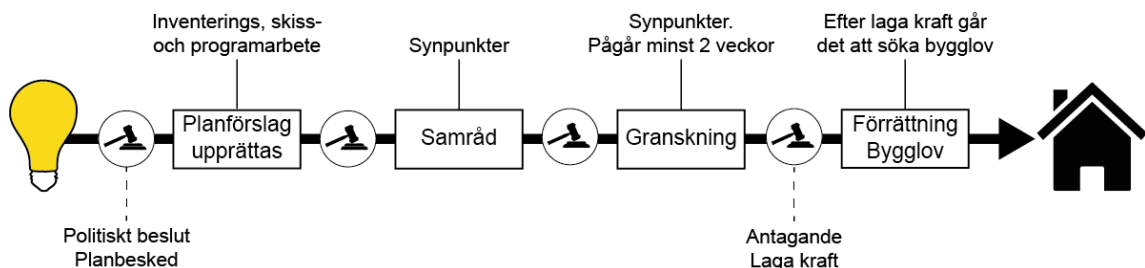 Inventerings, skiss-
och programarbete
Synpunkter
Synpunkter.
Pågår minst 2 veckor
Efter laga kraft går
det att söka bygglov
Planförslag
upprättas
Samråd
Granskning
Förrättning
Bygglov
Politiskt beslut
Planbesked
Antagande
Laga kraft